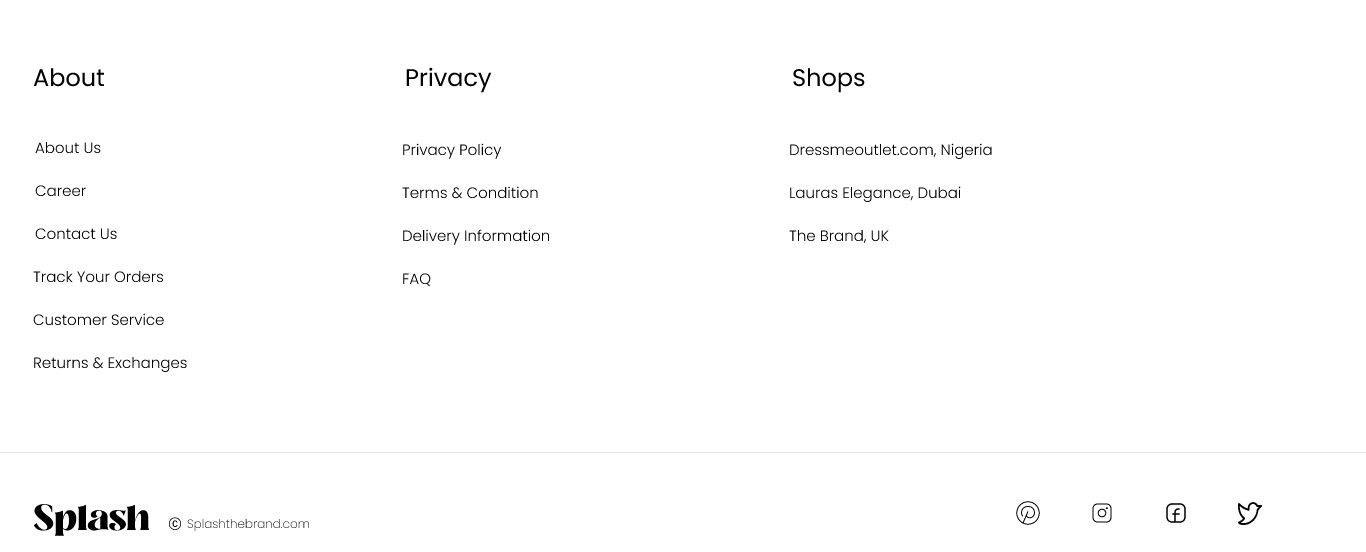 About
About Us
Career
Contact Us
Track Your Orders
Customer Service
Returns & Exchanges
Privacy
Privacy Policy
Terms & Condition
Delivery Information
FAQ
Shops
Dressmeoutlet.com, Nigeria
Lauras Elegance, Dubai
The Brand, UK
Splash © Splashthebrand.com